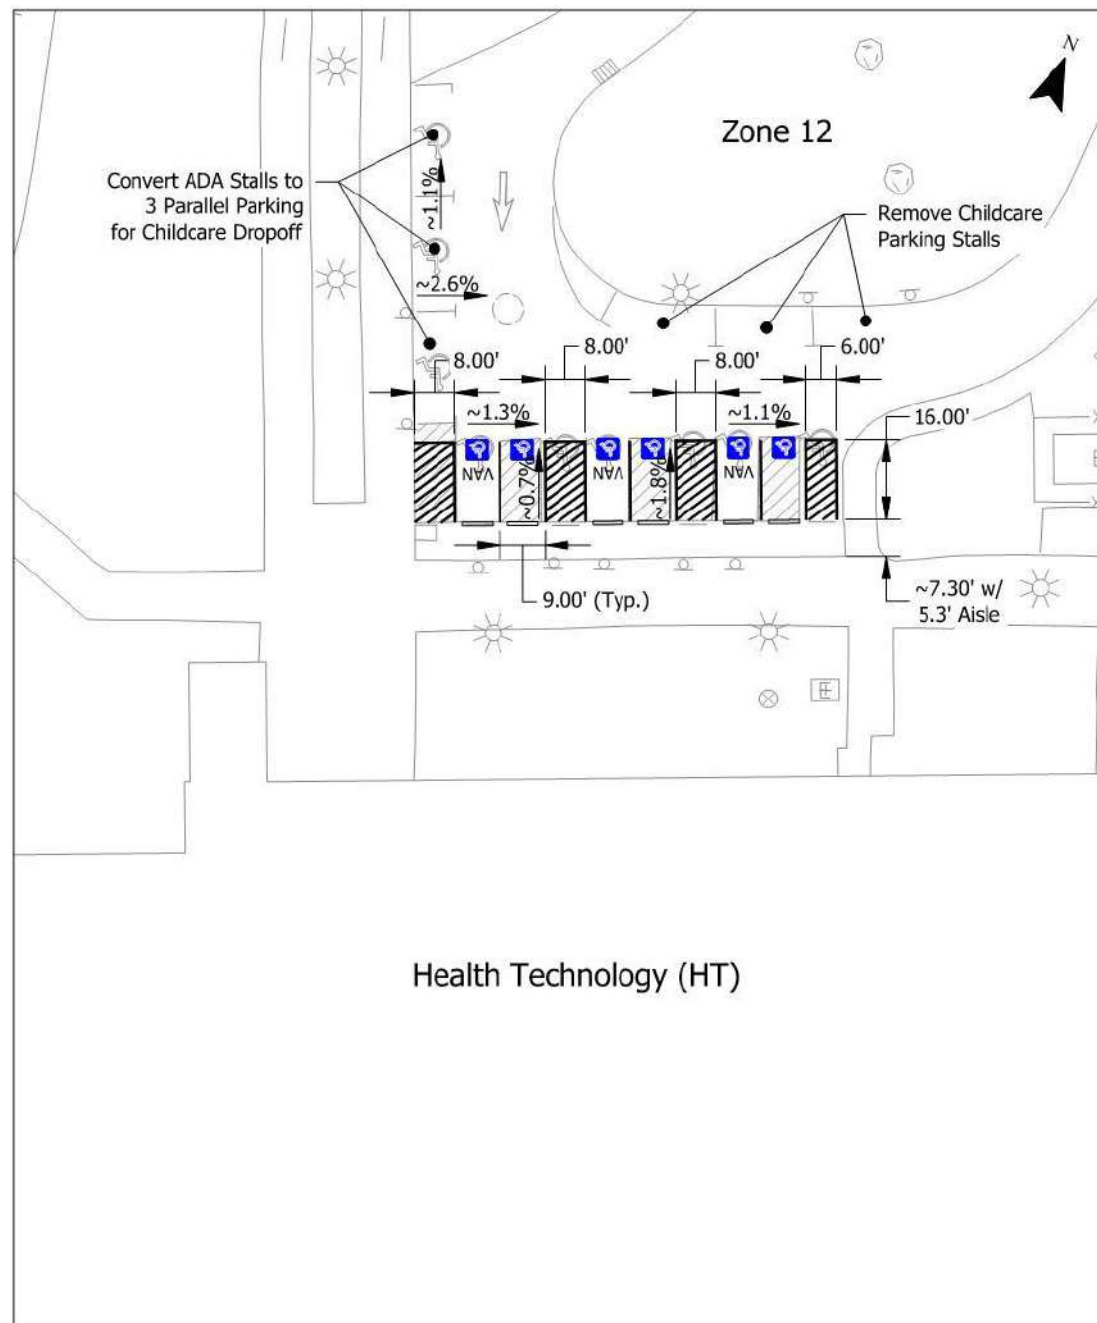 N
Zone 12
Convert ADA Stalls to
3 Parallel Parking
for Childcare Dropoff
~1.1%
Remove Childcare
Parking Stalls
~2.6%
8.00'
8.00'
8.00'
6.00'
~1.3%
~1.1%
16.00'
VAN
VAN
VAN
~0.7%
~1.8%
9.00' (Typ.)
~7.30' w/
5.3' Aisle
Health Technology (HT)